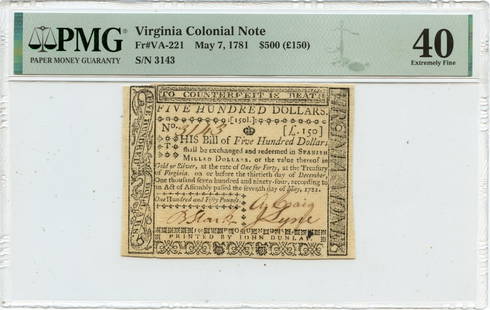 PMG
PAPER MONEY GUARANTY
Virginia Colonial Note
Fr#VA-221 May 7, 1781 $500 (£150)
S/N 3143
40
Extremely Fine
TO COUNTERFEIT IS DEATH.
FIVE HUNDRED DOLLARS.
[150l.]
No. 3143 [£.150]
THIS Bill of Five Hundred Dollars
shall be exchanged and redeemed in SPANISH
MILLED DOLLARS, or the value thereof in
Gold or Silver, at the rate of One for Forty, at the Treasury
of Virginia, on or before the thirtieth day of December,
One thousand seven hundred and ninety-four, according to
an Act of Assembly passed the seventh day of May, 1781.
One Hundred and Fifty Pounds.
Craig
B Stark J Lyne
PRINTED BY JOHN DUNLAP